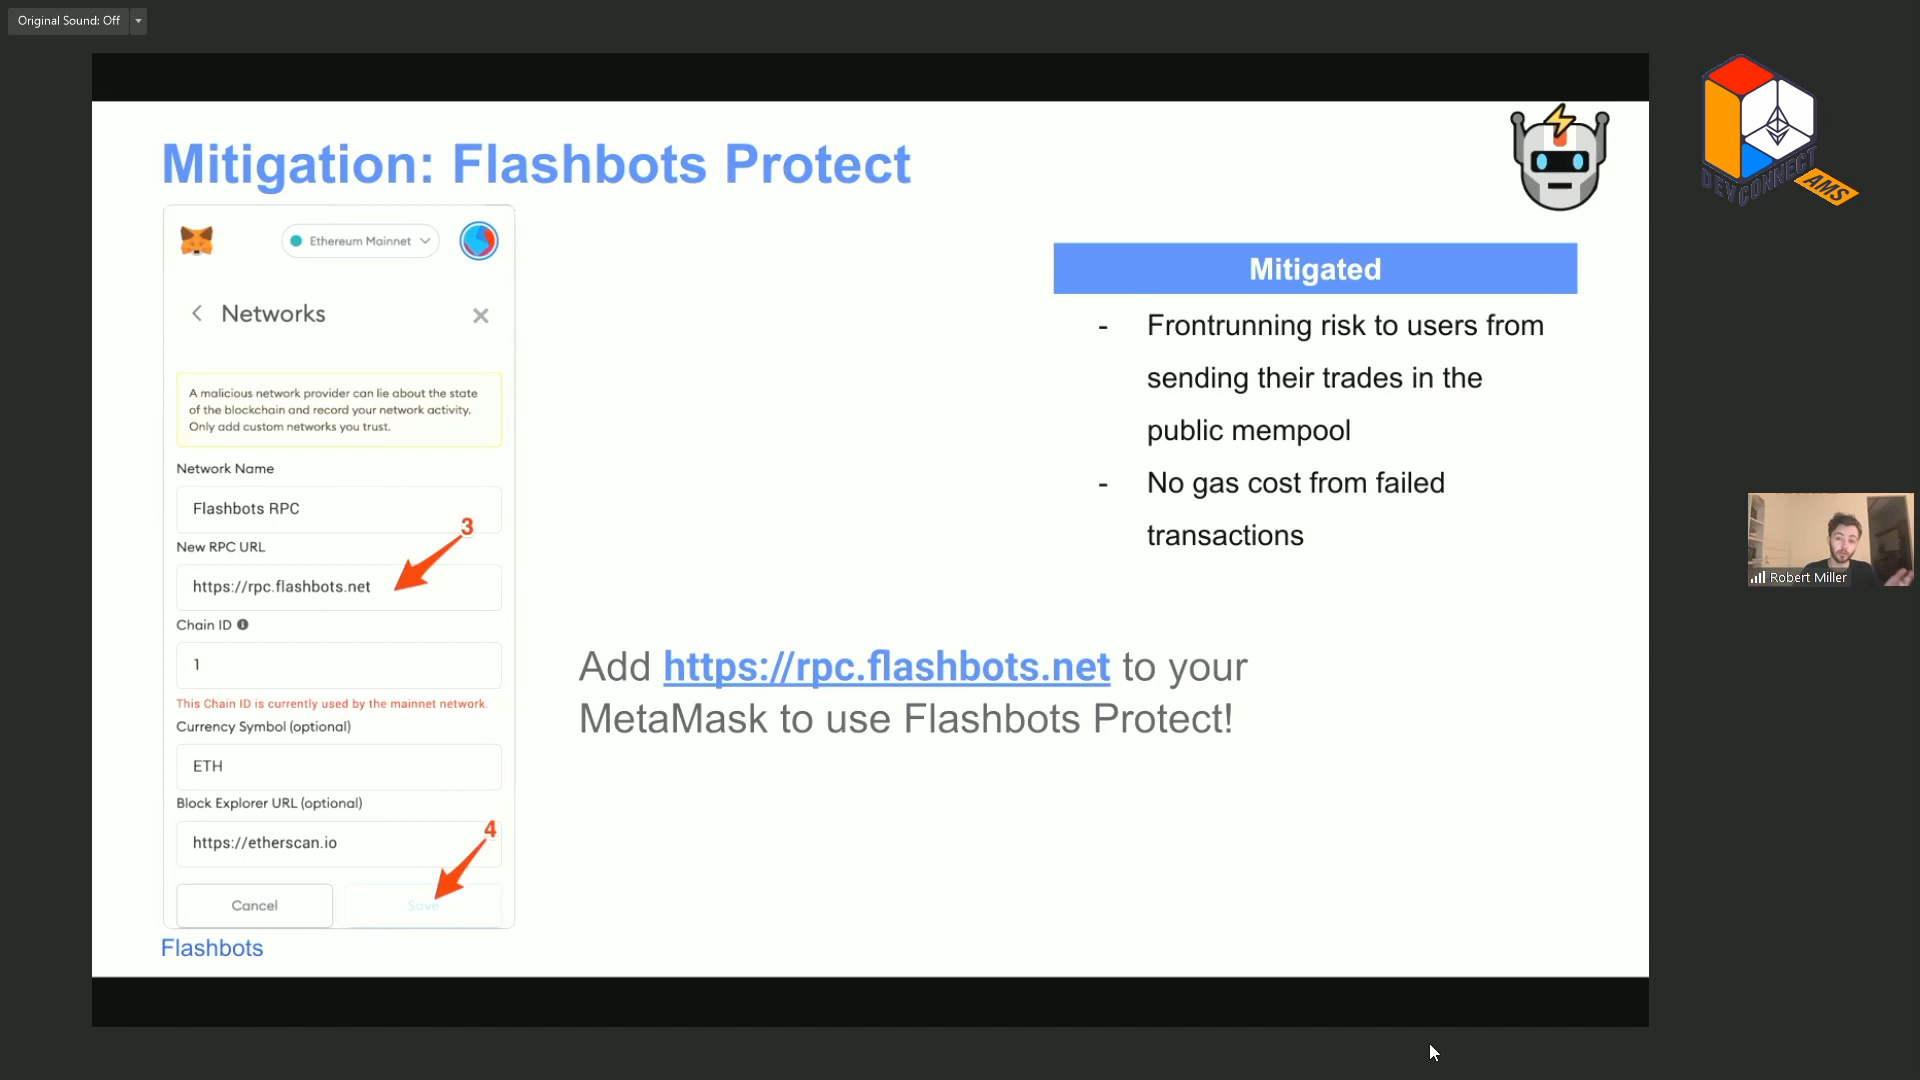 Original Sound: Off
Mitigation: Flashbots Protect
Ethereum Mainnet
Networks
A malicious network provider can lie about the state
of the blockchain and record your network activity.
Only add custom networks you trust.
Network Name
Flashbots RPC
3
New RPC URL
https://rpc.flashbots.net
Chain ID
1
This Chain ID is currently used by the mainnet network.
Currency Symbol (optional)
ETH
Block Explorer URL (optional)
4
https://etherscan.io
Cancel
Save
Flashbots
Mitigated
- Frontrunning risk to users from
sending their trades in the
public mempool
- No gas cost from failed
transactions
Add https://rpc.flashbots.net to your
MetaMask to use Flashbots Protect!
DEVCONNECT
AMS
Robert Miller